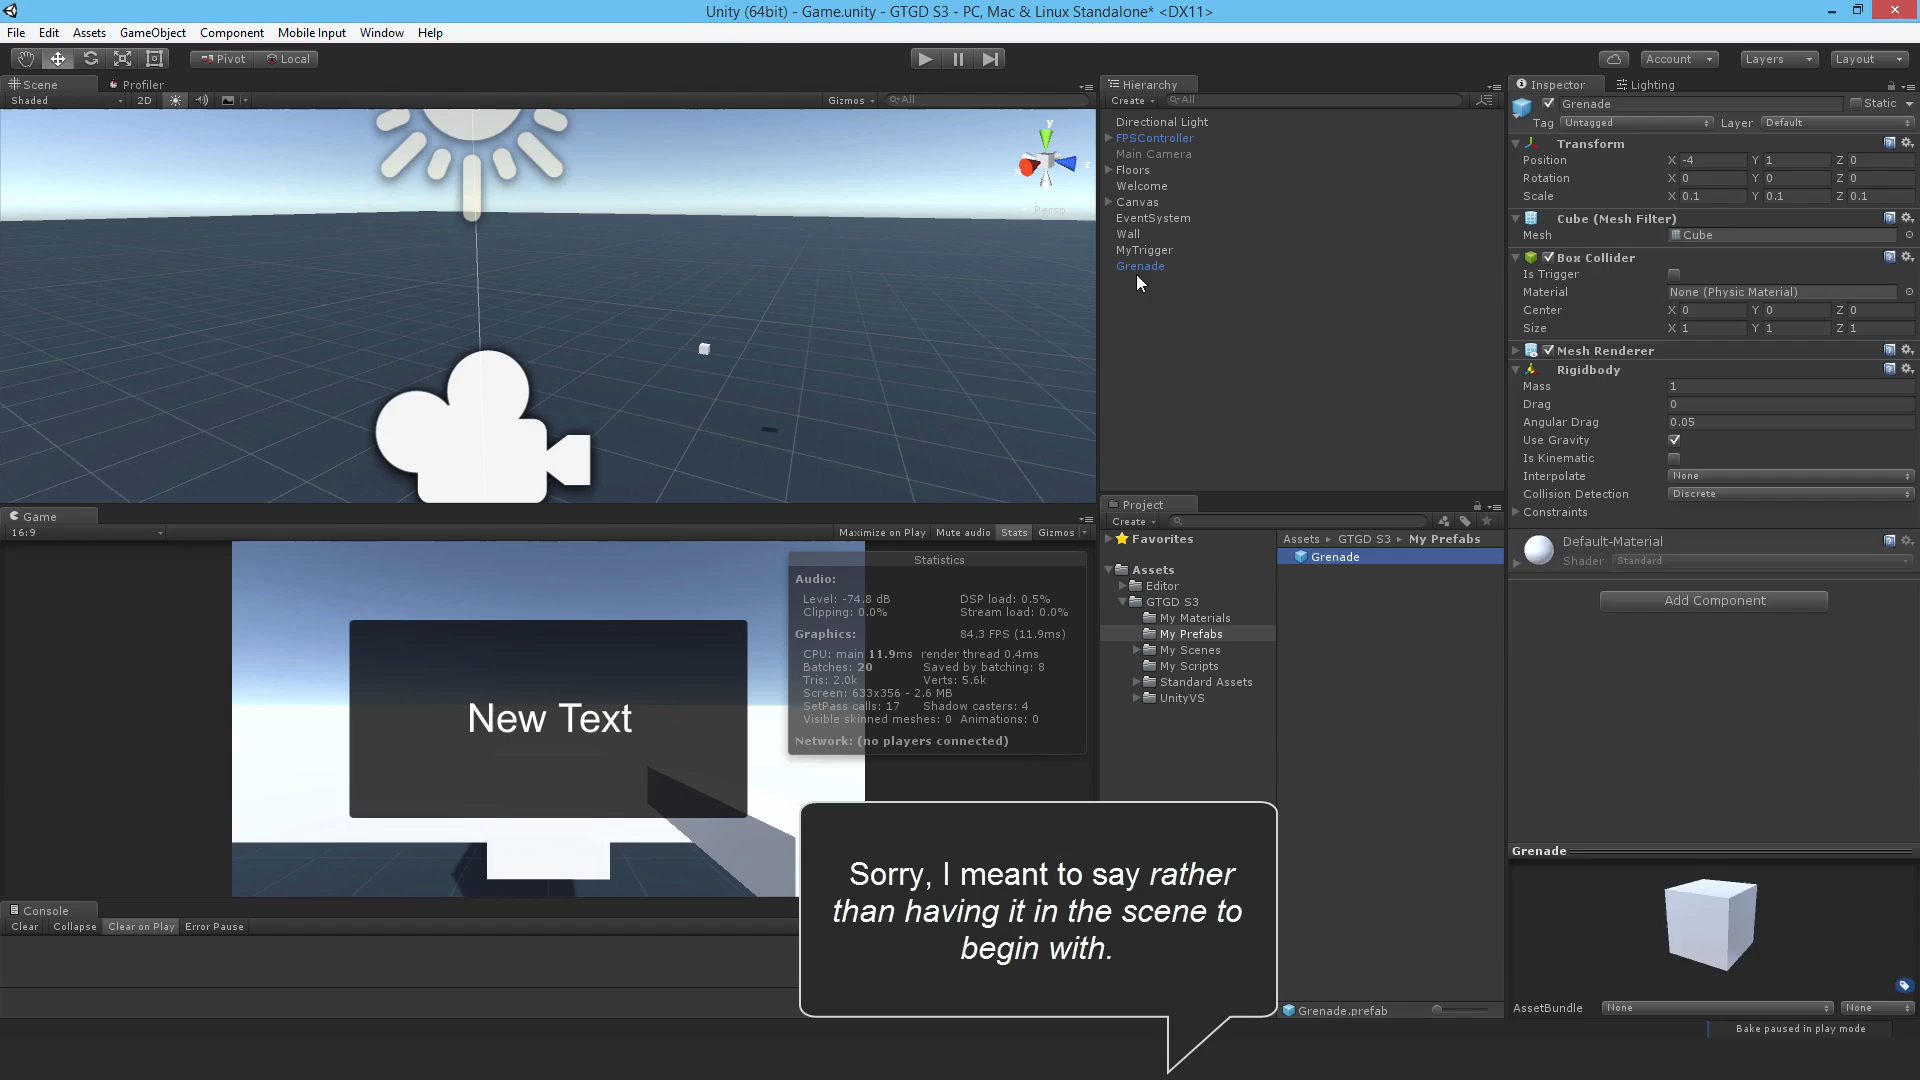 Unity (64bit) - Game.unity - GTGD S3 - PC, Mac & Linux Standalone* <DX11>
File Edit Assets GameObject Component Mobile Input Window Help
Pivot Local Account Layers Layout
Scene Profiler
Shaded 2D Gizmos All
y
x
z
Persp
Hierarchy
Create All
Directional Light
FPSController
Main Camera
Floors
Welcome
Canvas
EventSystem
Wall
MyTrigger
Grenade
Inspector Lighting
Grenade Static
Tag Untagged Layer Default
Transform
Position X -4 Y 1 Z 0
Rotation X 0 Y 0 Z 0
Scale X 0.1 Y 0.1 Z 0.1
Cube (Mesh Filter)
Mesh Cube
Box Collider
Is Trigger
Material None (Physic Material)
Center X 0 Y 0 Z 0
Size X 1 Y 1 Z 1
Mesh Renderer
Rigidbody
Mass 1
Drag 0
Angular Drag 0.05
Use Gravity
Is Kinematic
Interpolate None
Collision Detection Discrete
Constraints
Default-Material
Shader Standard
Add Component
Game
16:9 Maximize on Play Mute audio Stats Gizmos
Statistics
Audio:
Level: -74.8 dB DSP load: 0.5%
Clipping: 0.0% Stream load: 0.0%
Graphics: 84.3 FPS (11.9ms)
CPU: main 11.9ms render thread 0.4ms
Batches: 20 Saved by batching: 8
Tris: 2.0k Verts: 5.6k
Screen: 633x356 - 2.6 MB
SetPass calls: 17 Shadow casters: 4
Visible skinned meshes: 0 Animations: 0
Network: (no players connected)
New Text
Project
Create
Favorites
Assets
Editor
GTGD S3
My Materials
My Prefabs
My Scenes
My Scripts
Standard Assets
UnityVS
Assets GTGD S3 My Prefabs
Grenade
Grenade.prefab
Console
Clear Collapse Clear on Play Error Pause
Sorry, I meant to say rather
than having it in the scene to
begin with.
Grenade
AssetBundle None None
Bake paused in play mode